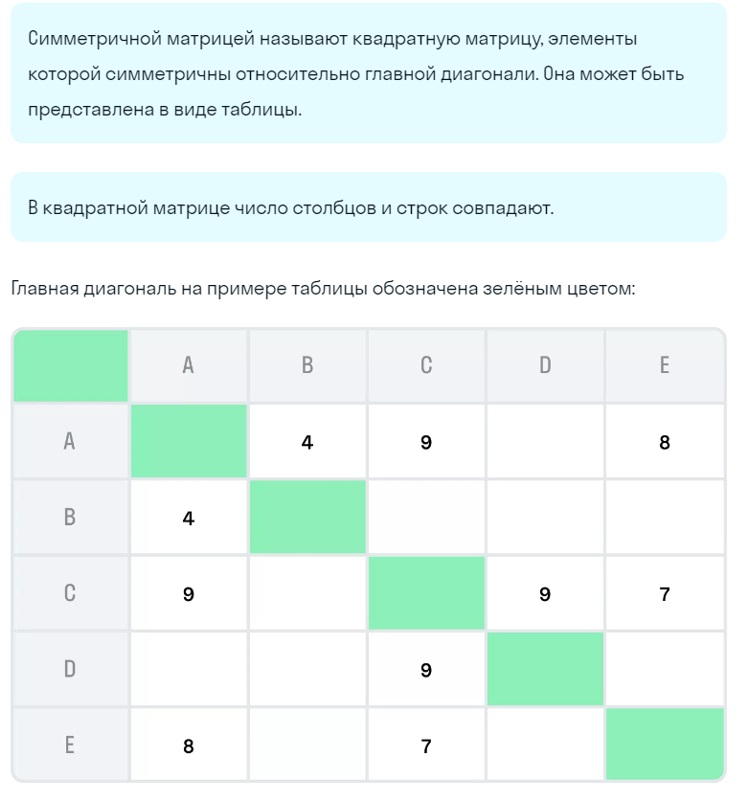 Симметричной матрицей называют квадратную матрицу, элементы
которой симметричны относительно главной диагонали. Она может быть
представлена в виде таблицы.
В квадратной матрице число столбцов и строк совпадают.
Главная диагональ на примере таблицы обозначена зелёным цветом:
A B C D E
A 4 9 8
B 4
C 9 9 7
D 9
E 8 7